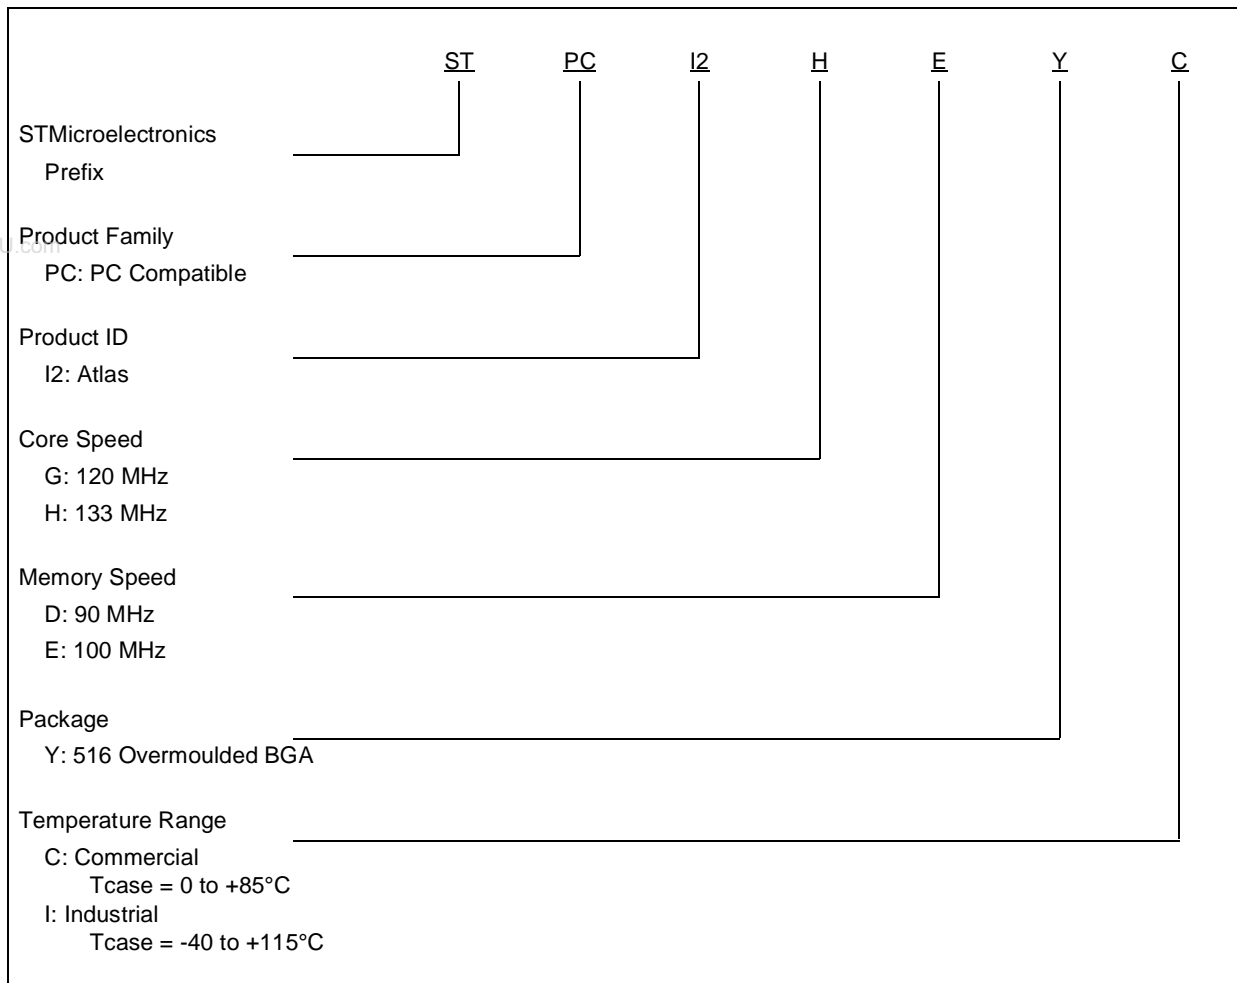 ST PC I2 H E Y C
STMicroelectronics
Prefix
Product Family
U.com
PC: PC Compatible
Product ID
I2: Atlas
Core Speed
G: 120 MHz
H: 133 MHz
Memory Speed
D: 90 MHz
E: 100 MHz
Package
Y: 516 Overmoulded BGA
Temperature Range
C: Commercial
Tcase = 0 to +85°C
I: Industrial
Tcase = -40 to +115°C